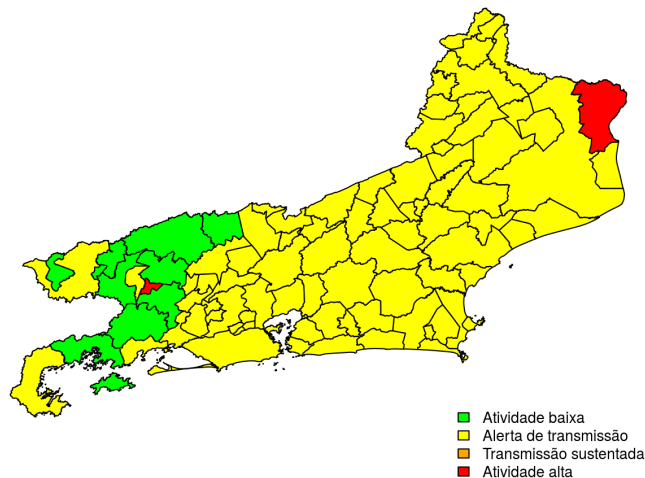 Atividade baixa
Alerta de transmissão
Transmissão sustentada
Atividade alta